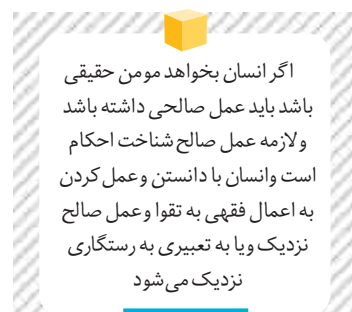 اگر انسان بخواهد مومن حقیقی
باشد باید عمل صالحی داشته باشد
ولازمه عمل صالح شناخت احکام
است وانسان با دانستن وعمل کردن
به اعمال فقهی به تقوا وعمل صالح
نزدیک ویا به تعبیری به رستگاری
نزدیک می‌شود